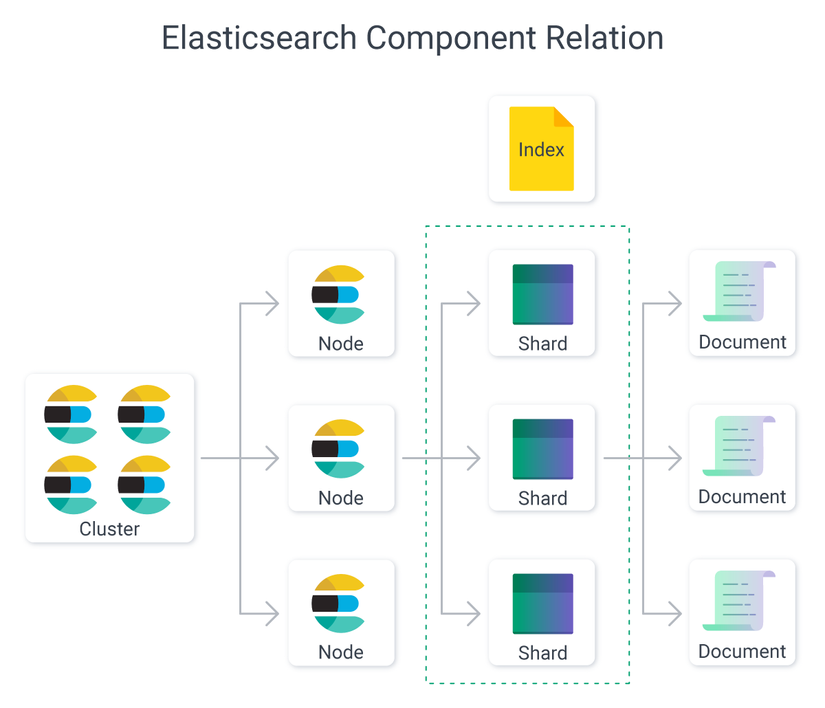 Elasticsearch Component Relation
Index
Node
Shard
Document
Cluster
Node
Shard
Document
Node
Shard
Document